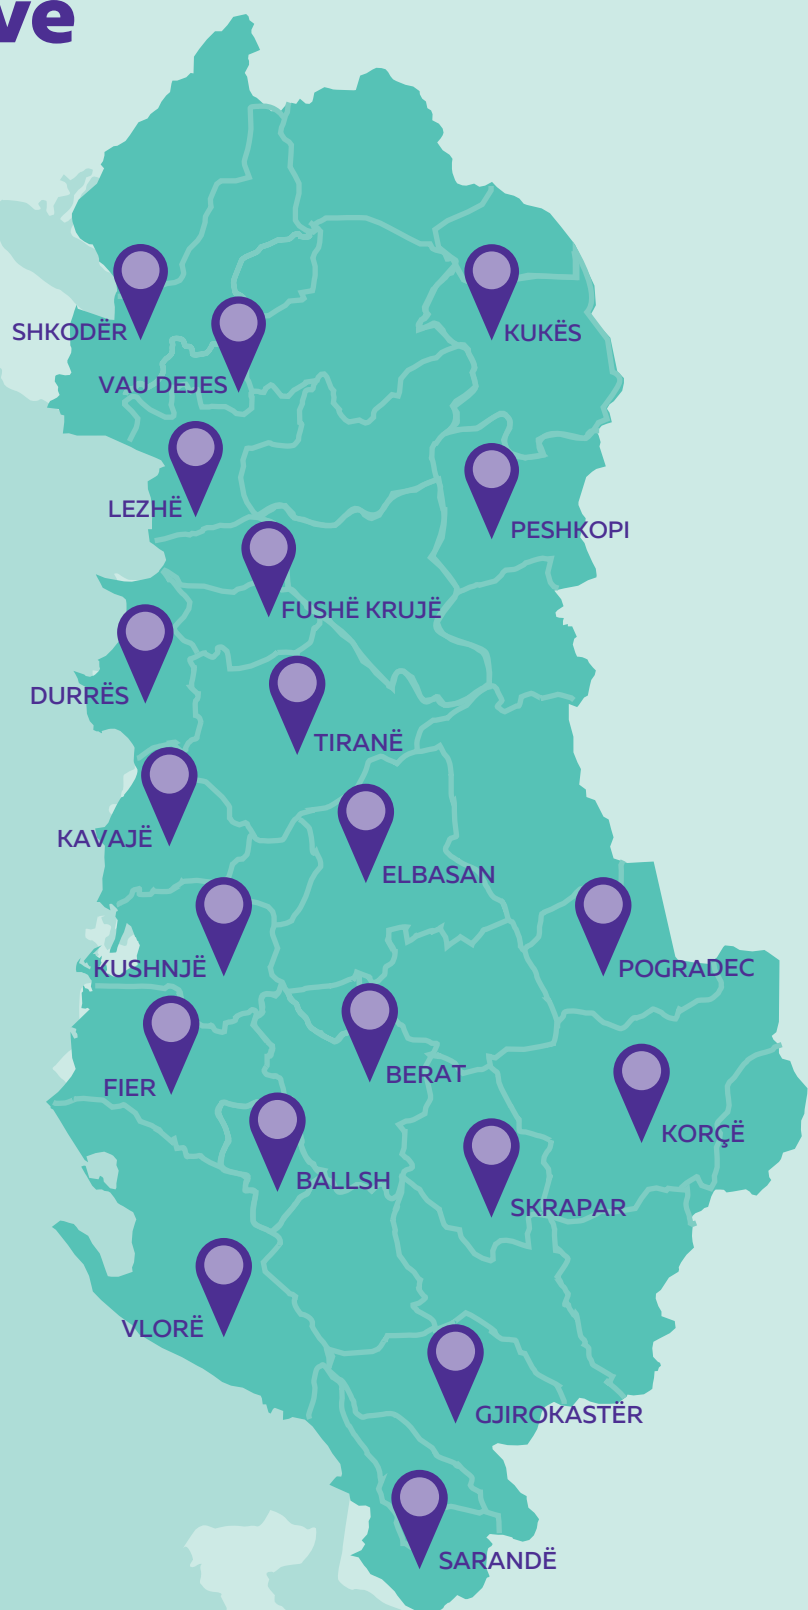 ve
SHKODËR
KUKËS
VAU DEJES
LEZHË
PESHKOPI
FUSHË KRUJË
DURRËS
TIRANË
KAVAJË
ELBASAN
KUSHNJË
POGRADEC
BERAT
FIER
KORÇË
BALLSH
SKRAPAR
VLORË
GJIROKASTËR
SARANDË